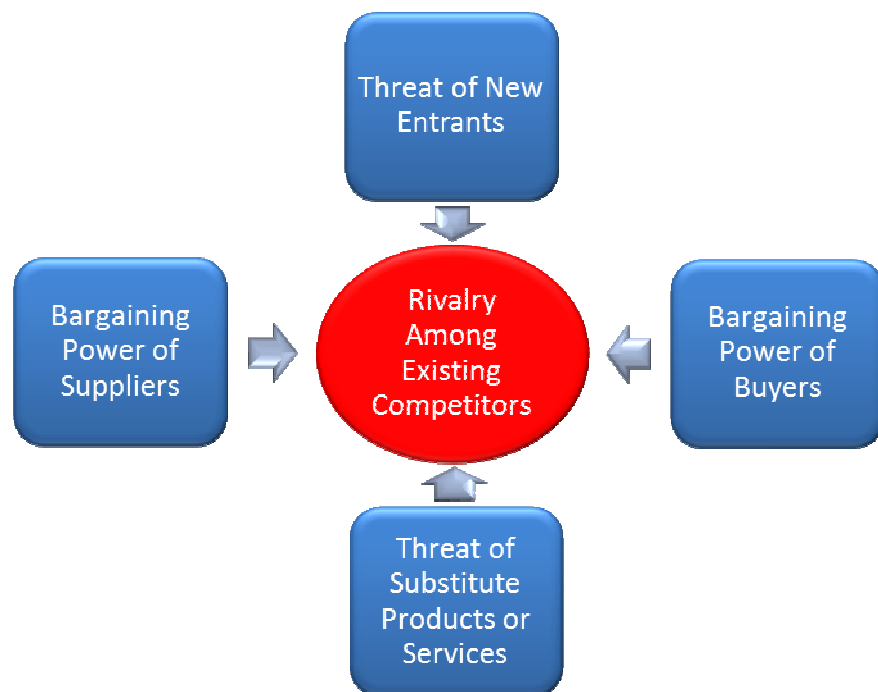 Threat of New
Entrants
Bargaining
Power of
Suppliers
Rivalry
Among
Existing
Competitors
Bargaining
Power of
Buyers
Threat of
Substitute
Products or
Services